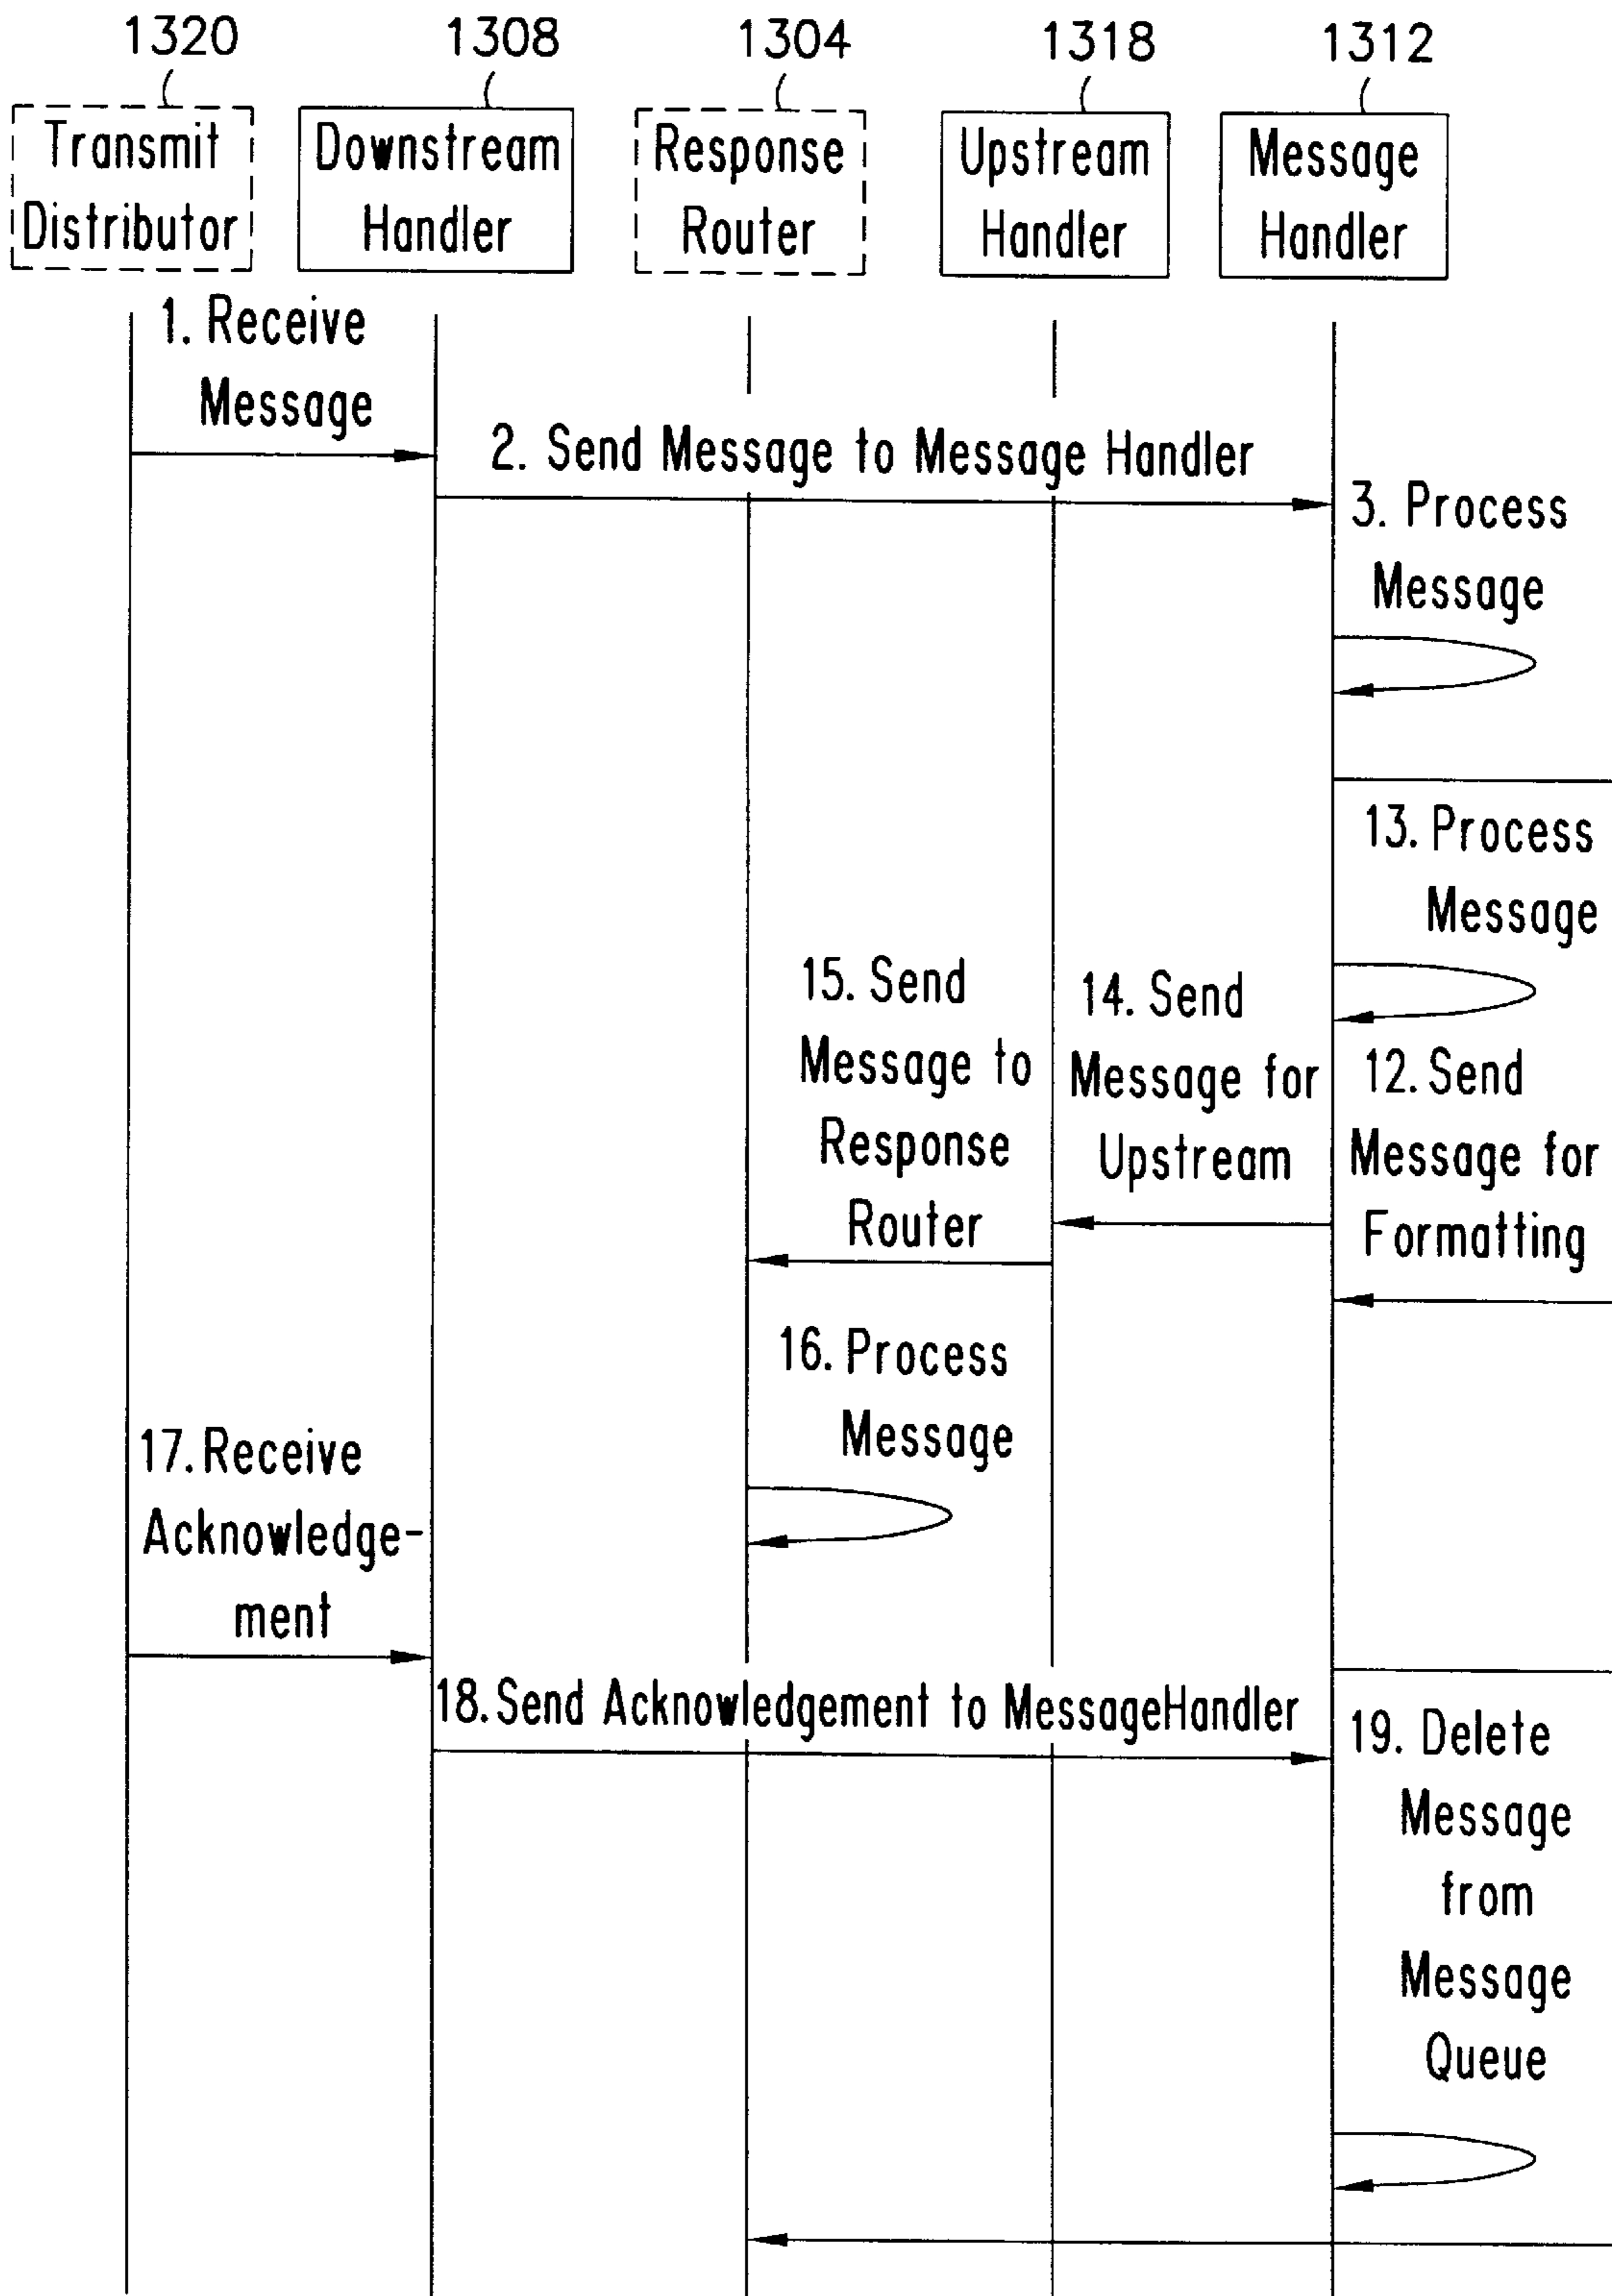 1320
1308
1304
1318
1312
Transmit
Distributor
Downstream
Handler
Response
Router
Upstream
Handler
Message
Handler
1. Receive
Message
2. Send Message to Message Handler
3. Process
Message
13. Process
Message
15. Send
Message to
Response
Router
14. Send
Message for
Upstream
12. Send
Message for
Formatting
16. Process
Message
17. Receive
Acknowledge-
ment
18. Send Acknowledgement to MessageHandler
19. Delete
Message
from
Message
Queue